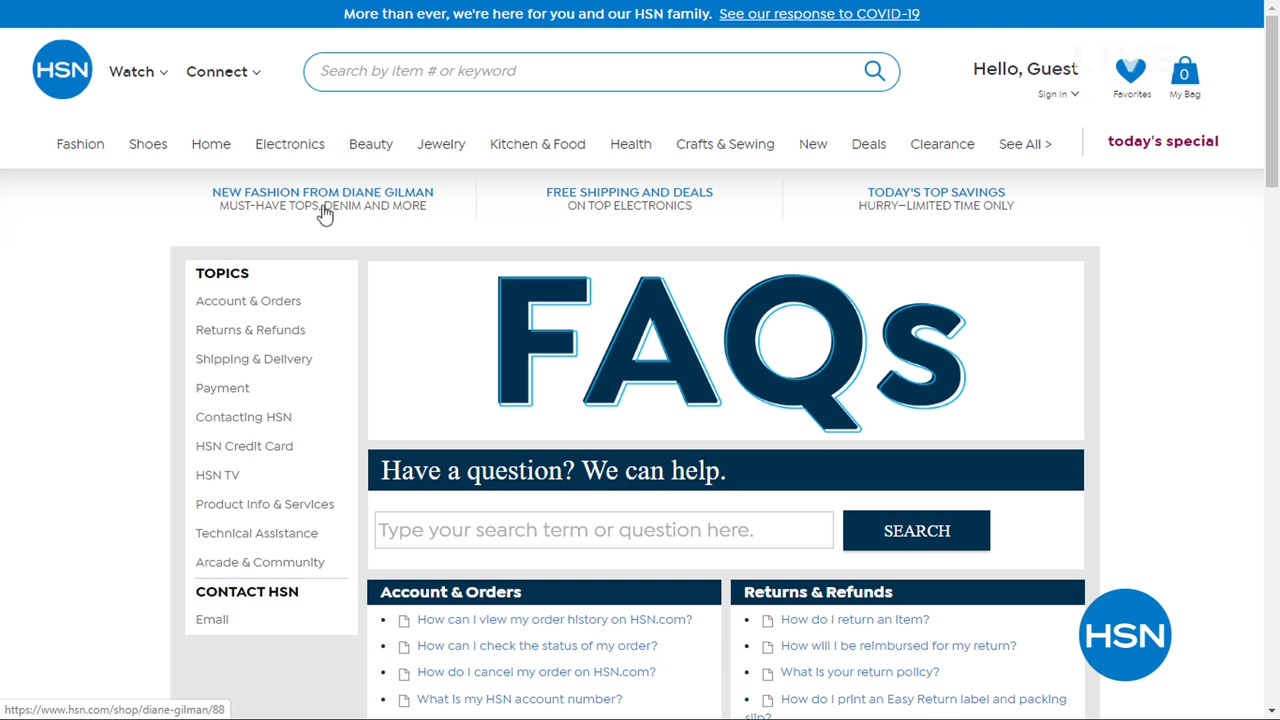 More than ever, we're here for you and our HSN family. See our response to COVID-19
HSN
Watch
Connect
Search by item # or keyword
Hello, Guest
Sign In
LIVE
Favorites
0
My Bag
Fashion Shoes Home Electronics Beauty Jewelry Kitchen & Food Health Crafts & Sewing New Deals Clearance See All > today's special
NEW FASHION FROM DIANE GILMAN
MUST-HAVE TOPS, DENIM AND MORE
FREE SHIPPING AND DEALS
ON TOP ELECTRONICS
TODAY'S TOP SAVINGS
HURRY—LIMITED TIME ONLY
TOPICS
Account & Orders
Returns & Refunds
Shipping & Delivery
Payment
Contacting HSN
HSN Credit Card
HSN TV
Product Info & Services
Technical Assistance
Arcade & Community
CONTACT HSN
Email
FAQs
Have a question? We can help.
Type your search term or question here.
SEARCH
Account & Orders
How can I view my order history on HSN.com?
How can I check the status of my order?
How do I cancel my order on HSN.com?
What is my HSN account number?
Returns & Refunds
How do I return an item?
How will I be reimbursed for my return?
What is your return policy?
How do I print an Easy Return label and packing
slip?
HSN
https://www.hsn.com/shop/diane-gilman/88